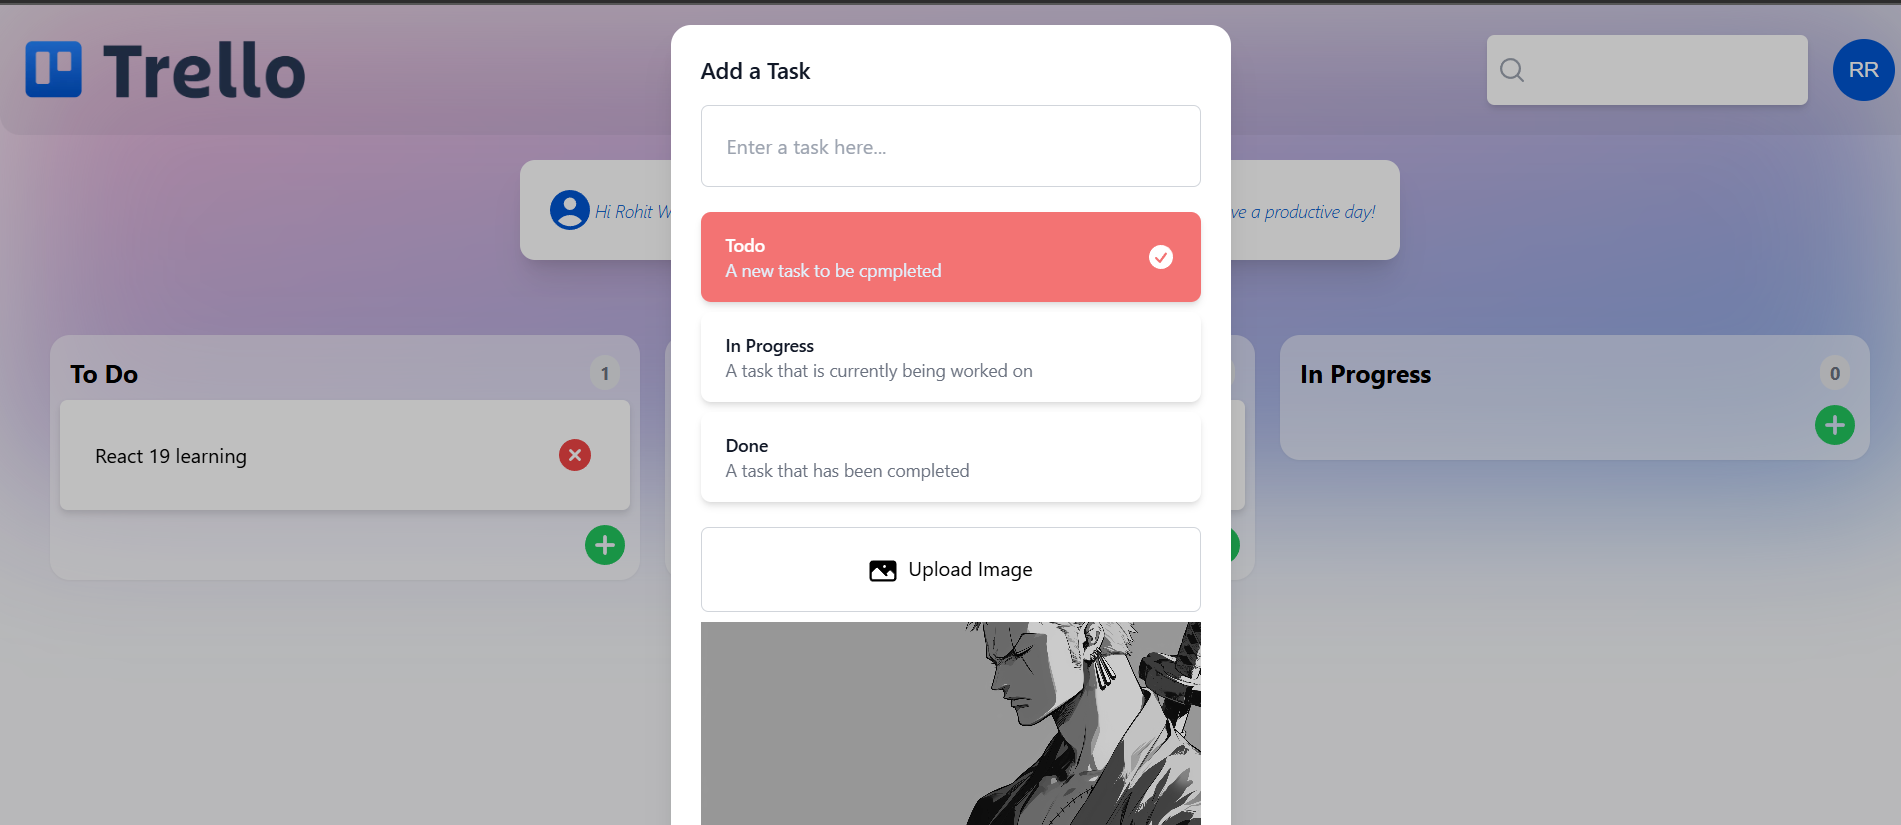 Trello
RR
Add a Task
Enter a task here...
Hi Rohit
ve a productive day!
Todo
A new task to be cpmpleted
In Progress
A task that is currently being worked on
Done
A task that has been completed
Upload Image
To Do
1
React 19 learning
In Progress
0